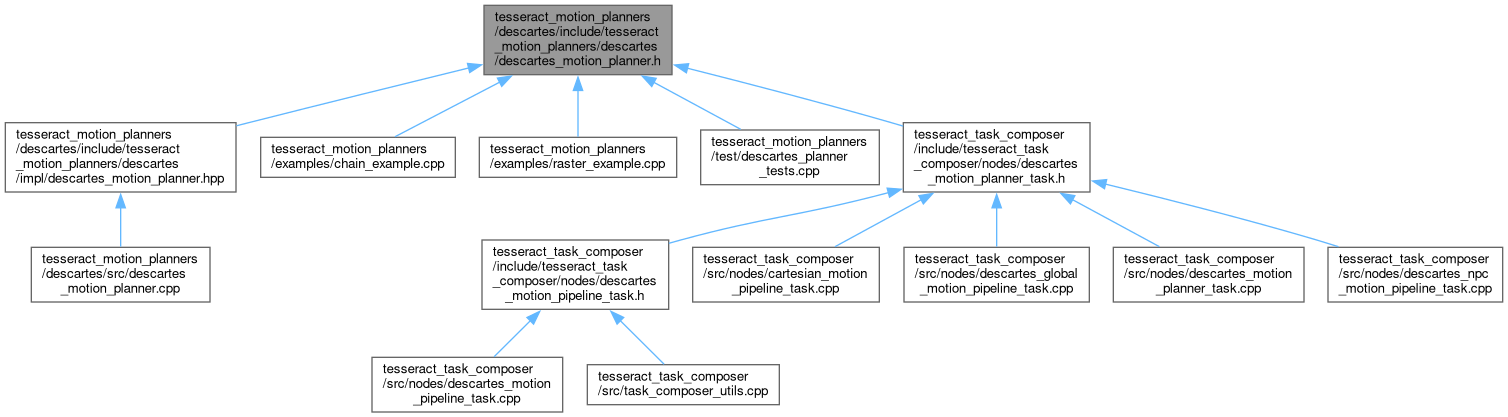 tesseract_motion_planners
/descartes/include/tesseract
_motion_planners/descartes
/descartes_motion_planner.h
tesseract_motion_planners
/descartes/include/tesseract
_motion_planners/descartes
/impl/descartes_motion_planner.hpp
tesseract_motion_planners
/examples/chain_example.cpp
tesseract_motion_planners
/examples/raster_example.cpp
tesseract_motion_planners
/test/descartes_planner
_tests.cpp
tesseract_task_composer
/include/tesseract_task
_composer/nodes/descartes
_motion_planner_task.h
tesseract_motion_planners
/descartes/src/descartes
_motion_planner.cpp
tesseract_task_composer
/include/tesseract_task
_composer/nodes/descartes
_motion_pipeline_task.h
tesseract_task_composer
/src/nodes/cartesian_motion
_pipeline_task.cpp
tesseract_task_composer
/src/nodes/descartes_global
_motion_pipeline_task.cpp
tesseract_task_composer
/src/nodes/descartes_motion
_planner_task.cpp
tesseract_task_composer
/src/nodes/descartes_npc
_motion_pipeline_task.cpp
tesseract_task_composer
/src/nodes/descartes_motion
_pipeline_task.cpp
tesseract_task_composer
/src/task_composer_utils.cpp